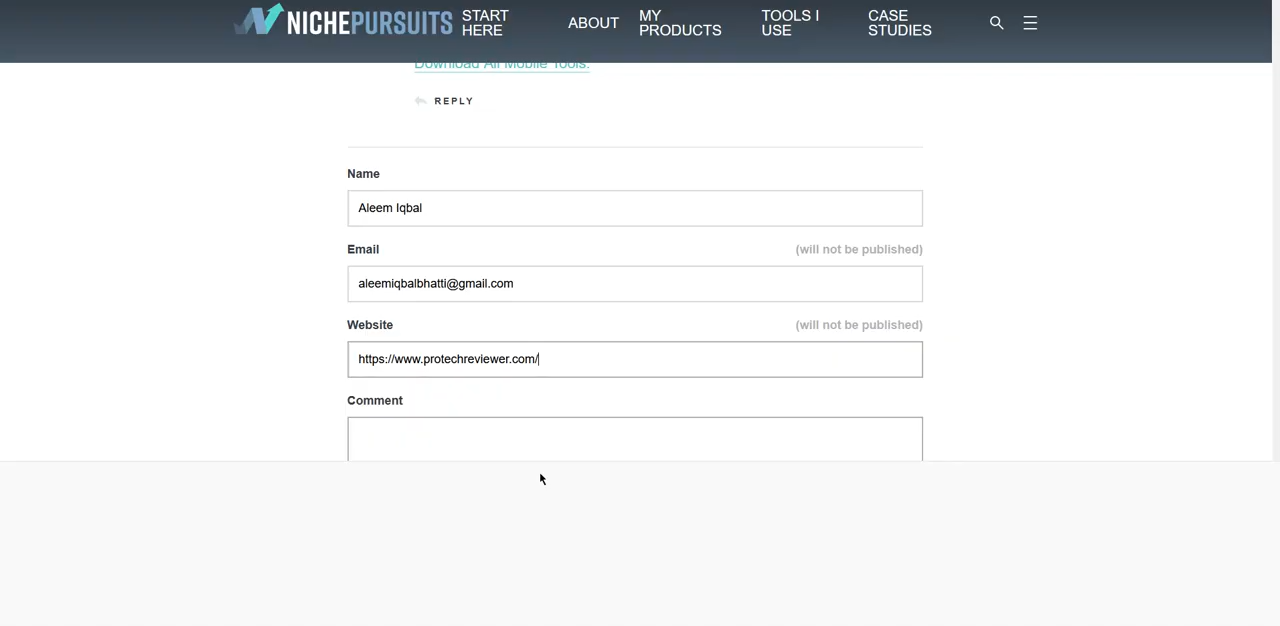 NICHEPURSUITS
START HERE
ABOUT
MY PRODUCTS
TOOLS I USE
CASE STUDIES
Download All Mobile Tools.
REPLY
Name
Aleem Iqbal
Email (will not be published)
aleemiqbalbhatti@gmail.com
Website (will not be published)
https://www.protechreviewer.com/
Comment